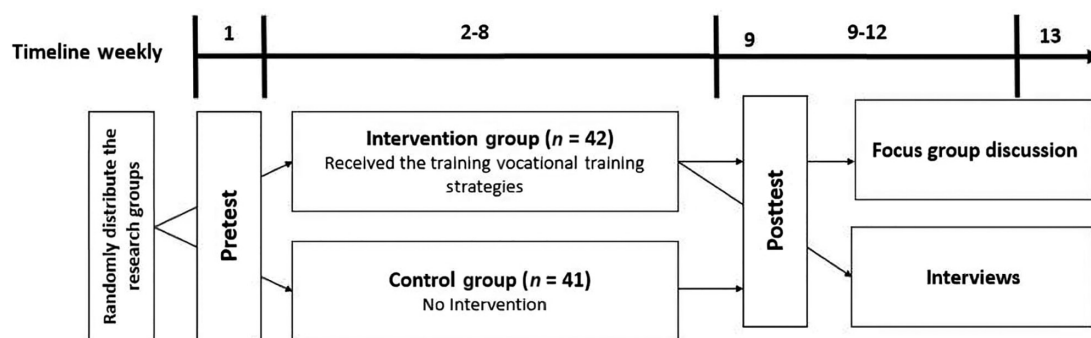 1
2-8
9
9-12
13
Timeline weekly
Randomly distribute the
research groups
Pretest
Intervention group (n = 42)
Received the training vocational training
strategies
Control group (n = 41)
No Intervention
Posttest
Focus group discussion
Interviews